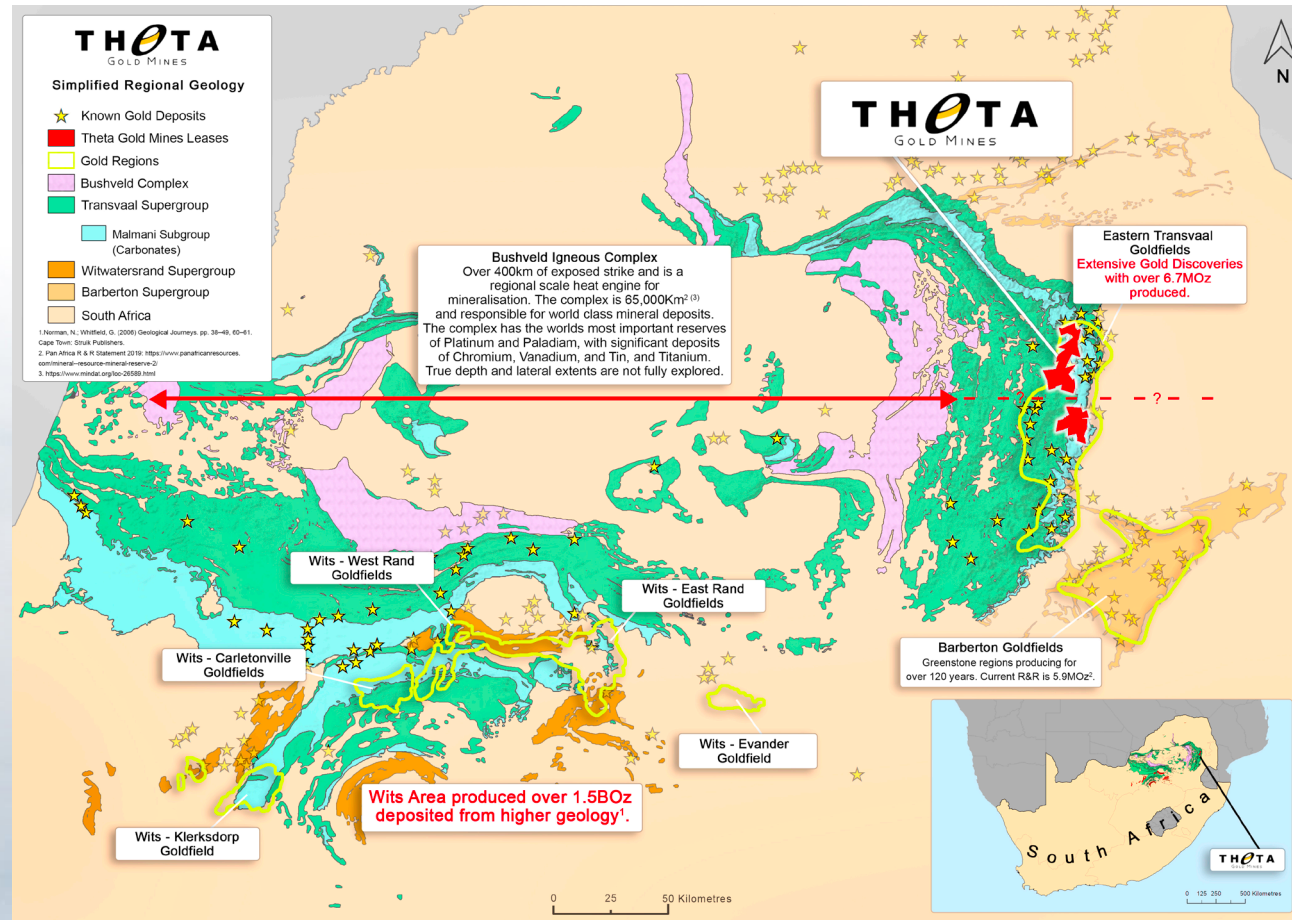 THETA
GOLD MINES
Simplified Regional Geology
Known Gold Deposits
Theta Gold Mines Leases
Gold Regions
Bushveld Complex
Transvaal Supergroup
Malmani Subgroup
(Carbonates)
Witwatersrand Supergroup
Barberton Supergroup
South Africa
1.Norman, N.; Whitfield, G. (2006) Geological Journeys. pp. 38–49, 60–61.
Cape Town: Struik Publishers.
2. Pan Africa R & R Statement 2019: https://www.panafricanresources.
com/mineral--resource-mineral-reserve-2/
3. https://www.mindat.org/loc-26589.html
THETA
GOLD MINES
N
Bushveld Igneous Complex
Over 400km of exposed strike and is a
regional scale heat engine for
mineralisation. The complex is 65,000Km² ⁽³⁾
and responsible for world class mineral deposits.
The complex has the worlds most important reserves
of Platinum and Paladiam, with significant deposits
of Chromium, Vanadium, and Tin, and Titanium.
True depth and lateral extents are not fully explored.
Eastern Transvaal
Goldfields
Extensive Gold Discoveries
with over 6.7MOz
produced.
?
?
Wits - West Rand
Goldfields
Wits - East Rand
Goldfields
Wits - Carletonville
Goldfields
Barberton Goldfields
Greenstone regions producing for
over 120 years. Current R&R is 5.9MOz².
Wits - Evander
Goldfield
Wits Area produced over 1.5BOz
deposited from higher geology¹.
Wits - Klerksdorp
Goldfield
0 25 50 Kilometres
South Africa
THETA
GOLD MINES
0 125 250 500 Kilometres